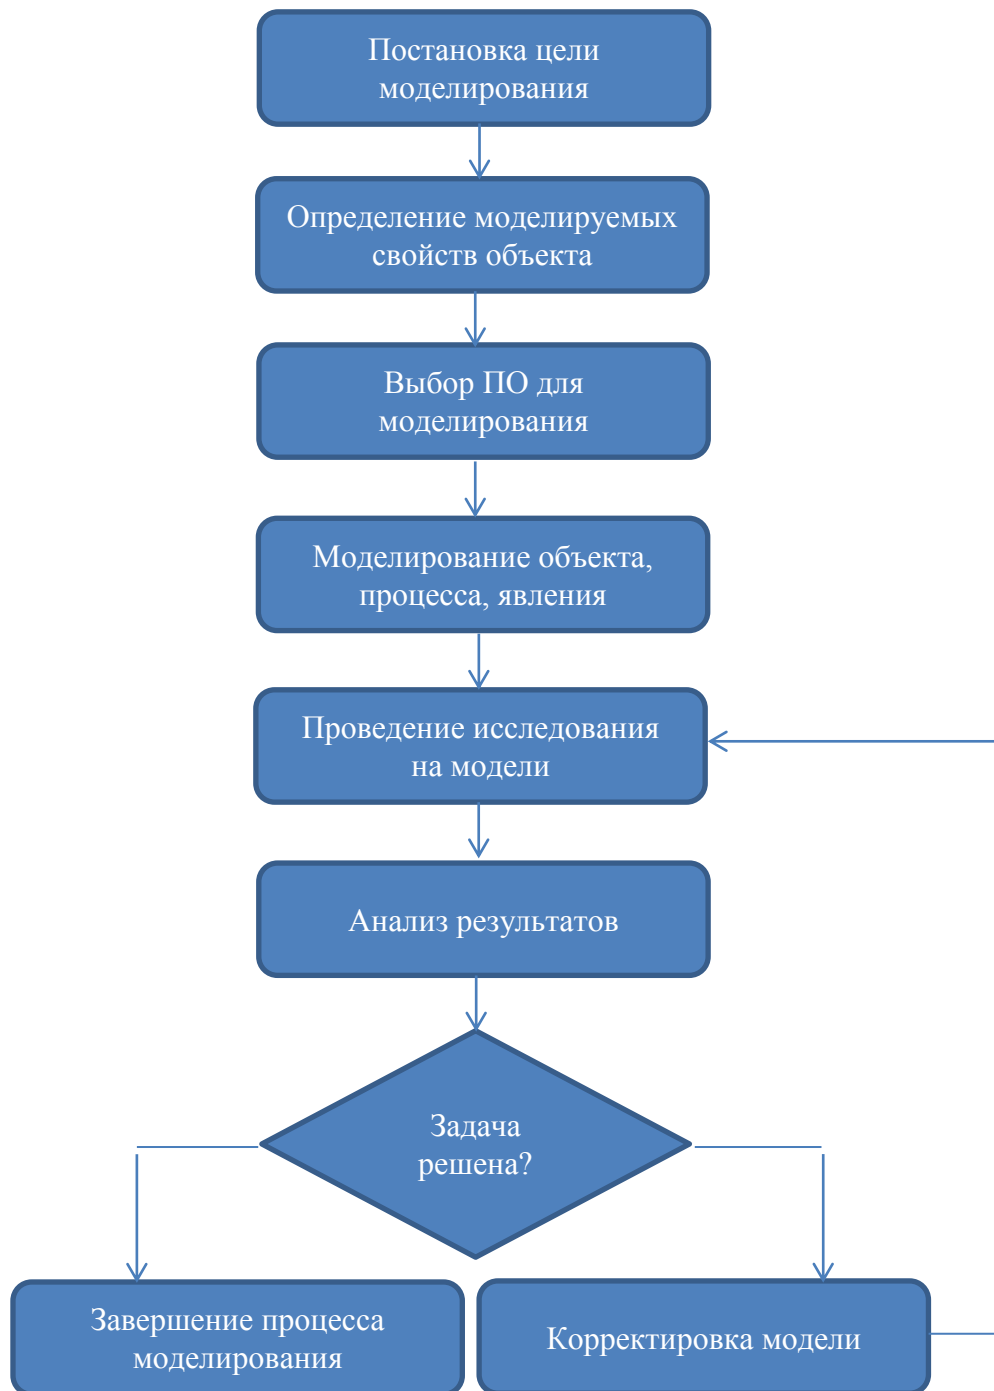 Постановка цели
моделирования
Определение моделируемых
свойств объекта
Выбор ПО для
моделирования
Моделирование объекта,
процесса, явления
Проведение исследования
на модели
Анализ результатов
Задача
решена?
Завершение процесса
моделирования
Корректировка модели